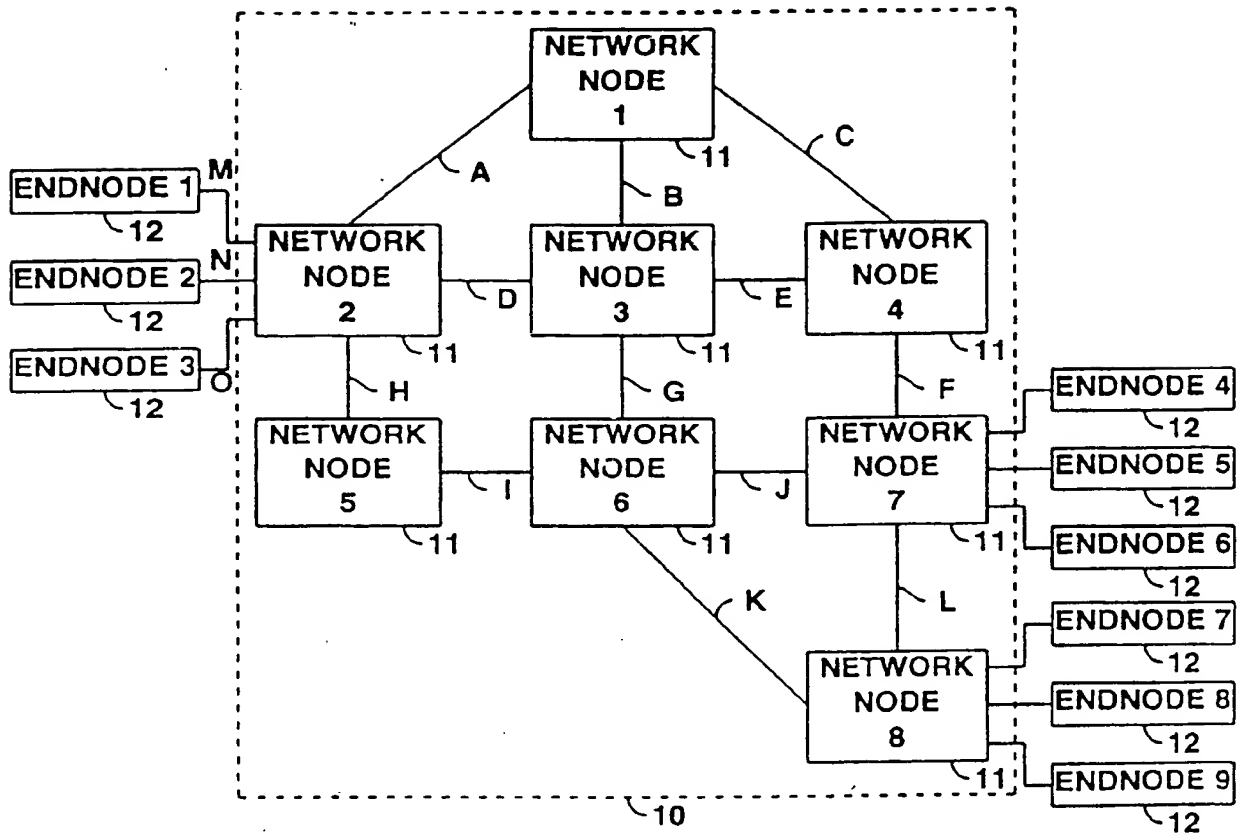 NETWORK
NODE
1
11
A
B
C
M
ENDNODE 1
12
N
ENDNODE 2
12
O
ENDNODE 3
12
NETWORK
NODE
2
11
D
NETWORK
NODE
3
11
E
NETWORK
NODE
4
11
H
G
F
NETWORK
NODE
5
11
I
NETWORK
NODE
6
11
J
NETWORK
NODE
7
11
ENDNODE 4
12
ENDNODE 5
12
ENDNODE 6
12
K
L
NETWORK
NODE
8
11
ENDNODE 7
12
ENDNODE 8
12
ENDNODE 9
12
10